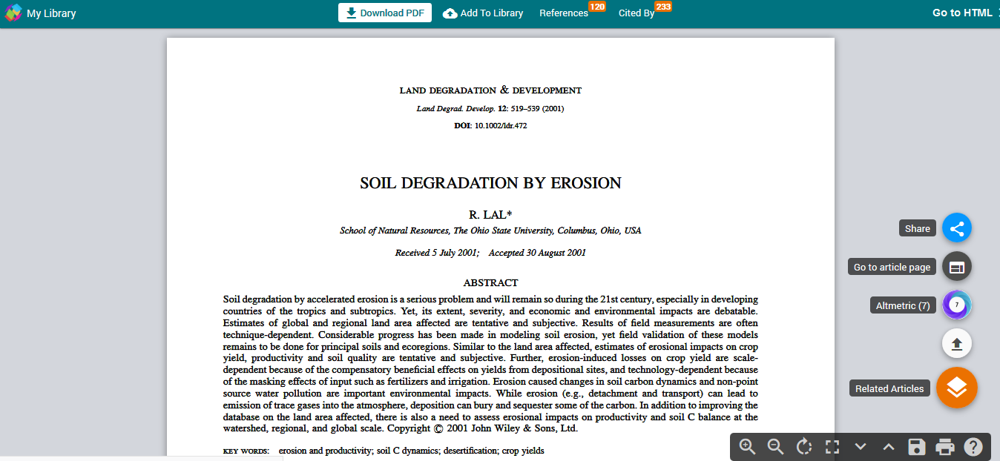 My Library
Download PDF
Add To Library
References
120
Cited By
233
Go to HTML
LAND DEGRADATION & DEVELOPMENT
Land Degrad. Develop. 12: 519–539 (2001)
DOI: 10.1002/ldr.472
SOIL DEGRADATION BY EROSION
R. LAL*
School of Natural Resources, The Ohio State University, Columbus, Ohio, USA
Received 5 July 2001; Accepted 30 August 2001
ABSTRACT
Soil degradation by accelerated erosion is a serious problem and will remain so during the 21st century, especially in developing
countries of the tropics and subtropics. Yet, its extent, severity, and economic and environmental impacts are debatable.
Estimates of global and regional land area affected are tentative and subjective. Results of field measurements are often
technique-dependent. Considerable progress has been made in modeling soil erosion, yet field validation of these models
remains to be done for principal soils and ecoregions. Similar to the land area affected, estimates of erosional impacts on crop
yield, productivity and soil quality are tentative and subjective. Further, erosion-induced losses on crop yield are scale-
dependent because of the compensatory beneficial effects on yields from depositional sites, and technology-dependent because
of the masking effects of input such as fertilizers and irrigation. Erosion caused changes in soil carbon dynamics and non-point
source water pollution are important environmental impacts. While erosion (e.g., detachment and transport) can lead to
emission of trace gases into the atmosphere, deposition can bury and sequester some of the carbon. In addition to improving the
database on the land area affected, there is also a need to assess erosional impacts on productivity and soil C balance at the
watershed, regional, and global scale. Copyright © 2001 John Wiley & Sons, Ltd.
KEY WORDS: erosion and productivity; soil C dynamics; desertification; crop yields
Share
Go to article page
Altmetric (7)
7
Related Articles
?